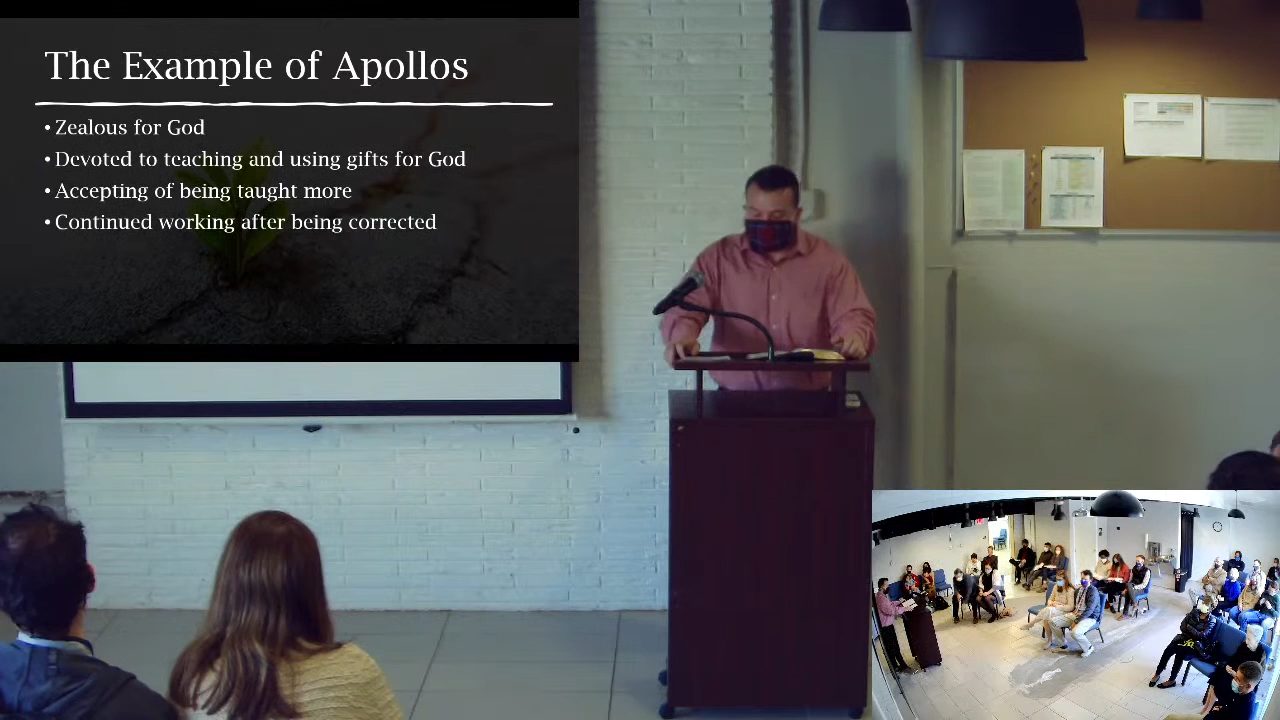 The Example of Apollos
• Zealous for God
• Devoted to teaching and using gifts for God
• Accepting of being taught more
• Continued working after being corrected